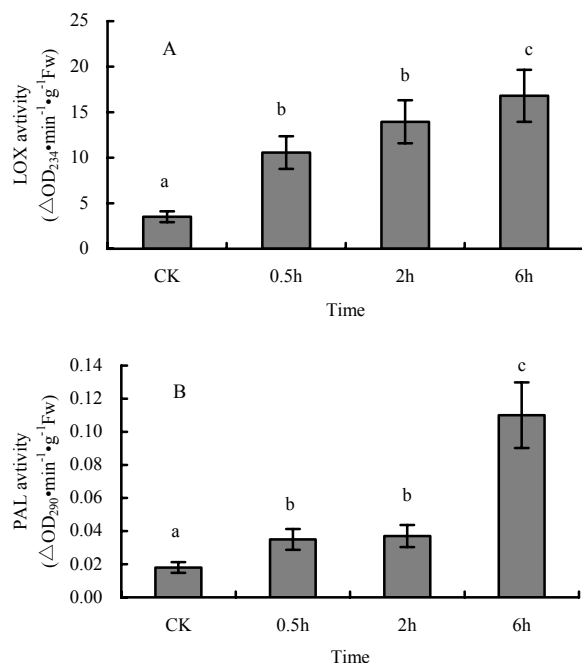 25
20
15
10
5
0
LOX avtivity
(△OD₂₃₄•min⁻¹•g⁻¹Fw)
A
a
b
b
c
CK 0.5h 2h 6h
Time
0.14
0.12
0.10
0.08
0.06
0.04
0.02
0.00
PAL avtivity
(△OD₂₉₀•min⁻¹•g⁻¹Fw)
B
a
b
b
c
CK 0.5h 2h 6h
Time